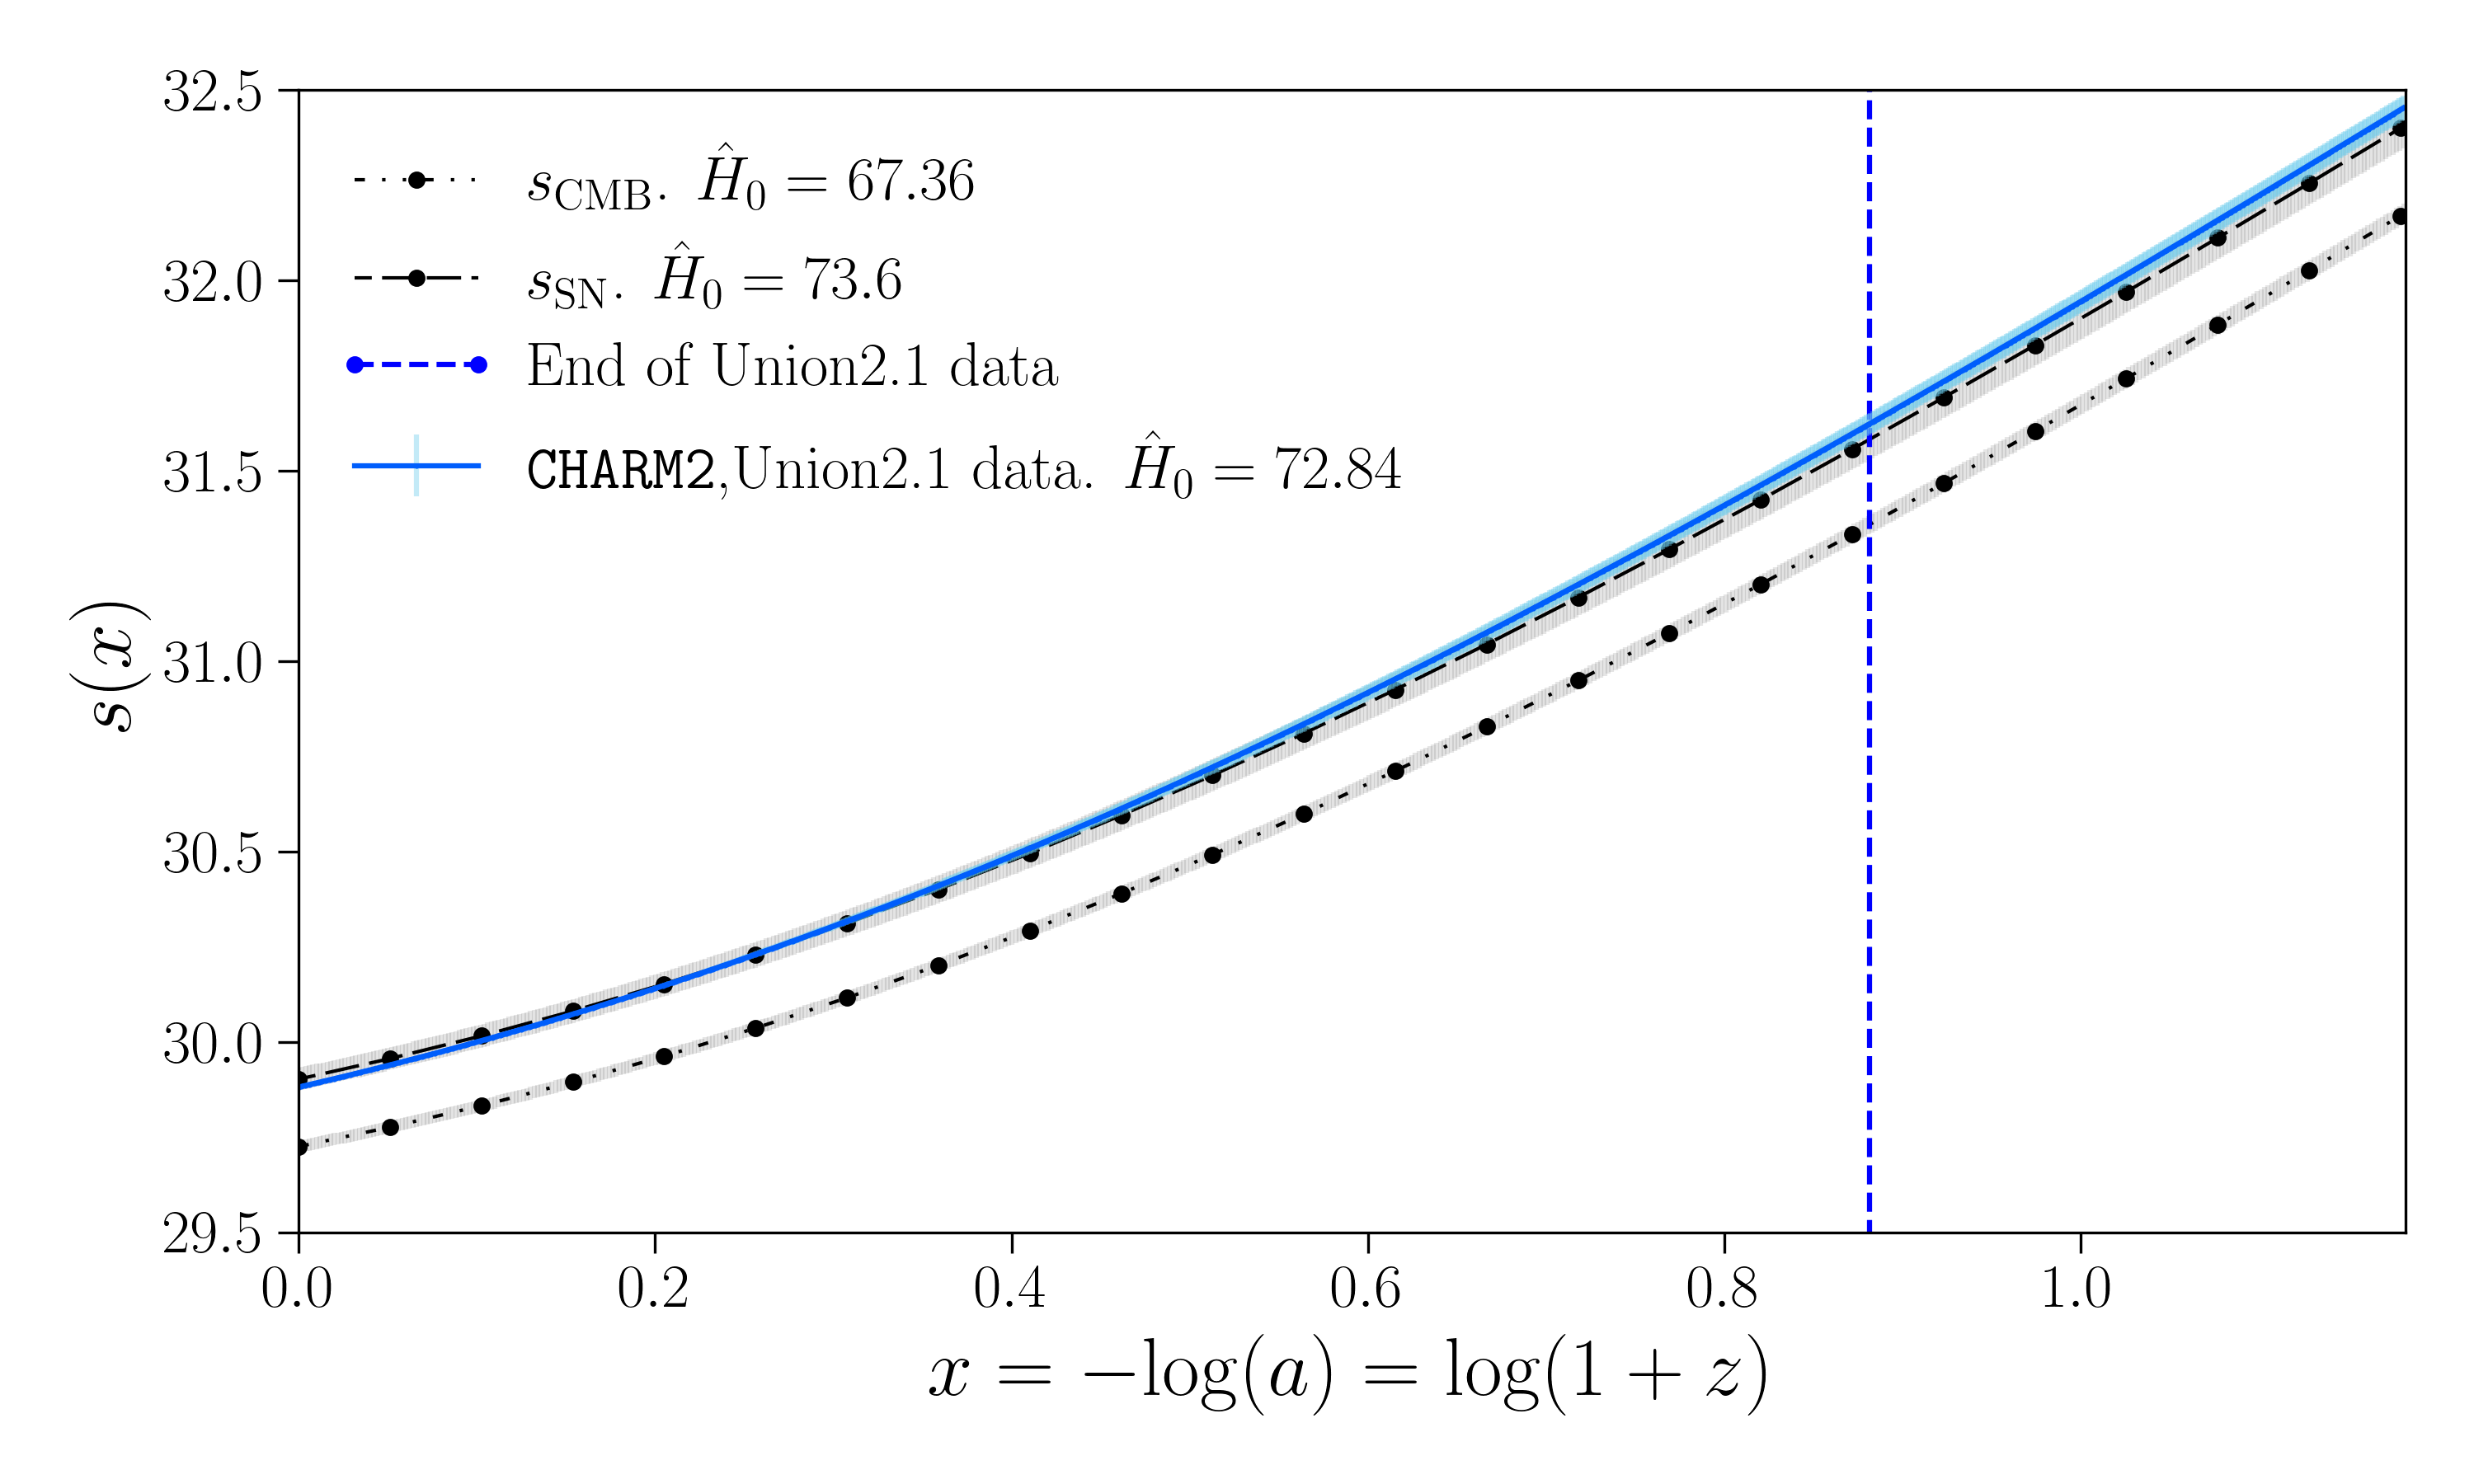 32.5
32.0
31.5
31.0
30.5
30.0
29.5
s(x)
s_CMB. Ĥ_0 = 67.36
s_SN. Ĥ_0 = 73.6
End of Union2.1 data
CHARM2,Union2.1 data. Ĥ_0 = 72.84
0.0 0.2 0.4 0.6 0.8 1.0
x = −log(a) = log(1 + z)